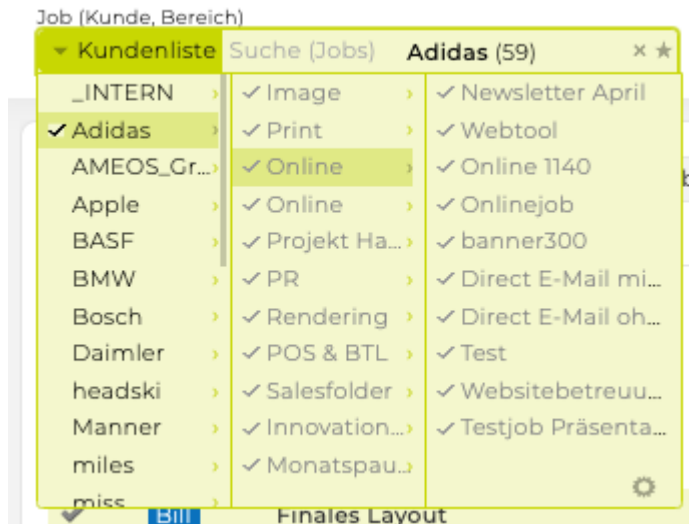 Job (Kunde, Bereich)
Kundenliste Suche (Jobs) Adidas (59)
_INTERN
Adidas
AMEOS_Gr...
Apple
BASF
BMW
Bosch
Daimler
headski
Manner
miles
miss
Image
Print
Online
Online
Projekt Ha...
PR
Rendering
POS & BTL
Salesfolder
Innovation...
Monatspau...
Newsletter April
Webtool
Online 1140
Onlinejob
banner300
Direct E-Mail mi...
Direct E-Mail oh...
Test
Websitebetreuu...
Testjob Präsenta...
Bill Finales Layout